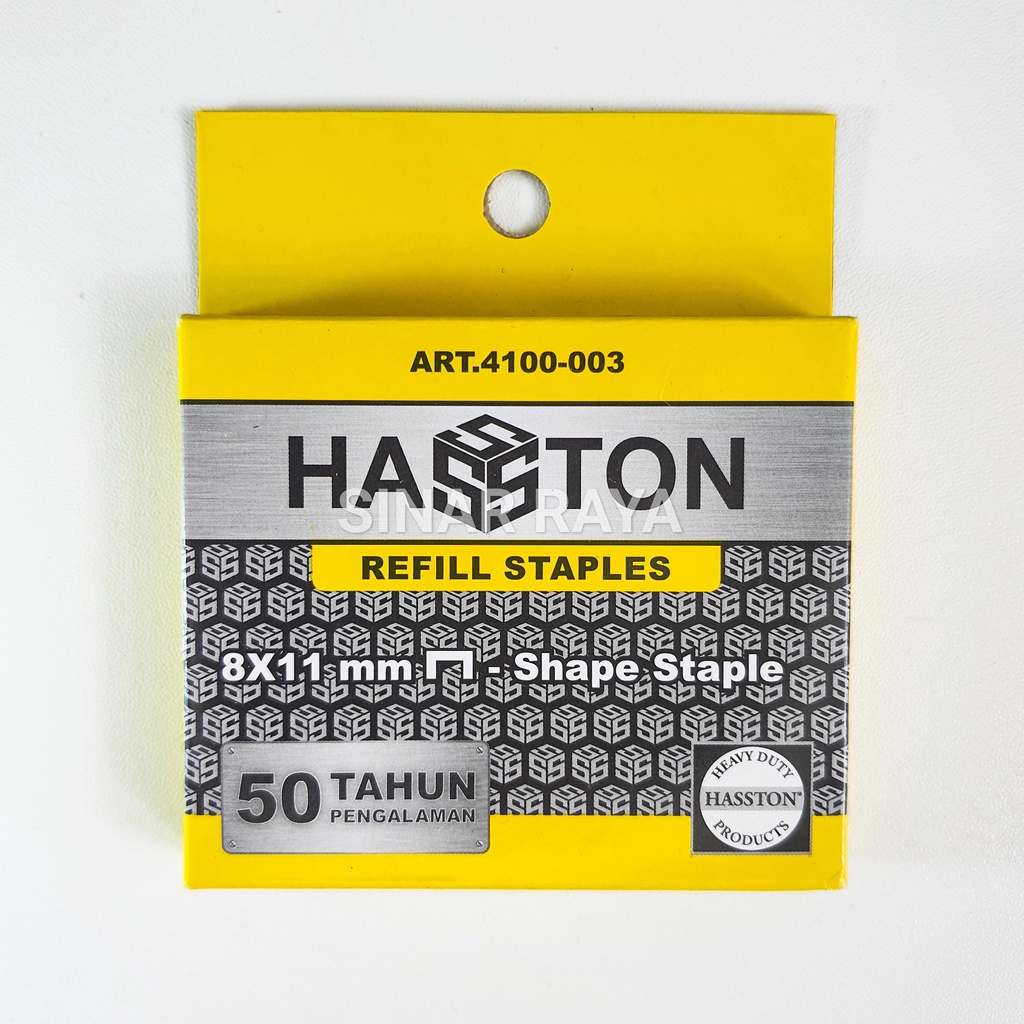 ART.4100-003
HASSTON
SINAR RAYA
REFILL STAPLES
8X11 mm - Shape Staple
50 TAHUN
PENGALAMAN
HEAVY DUTY
HASSTON®
PRODUCTS